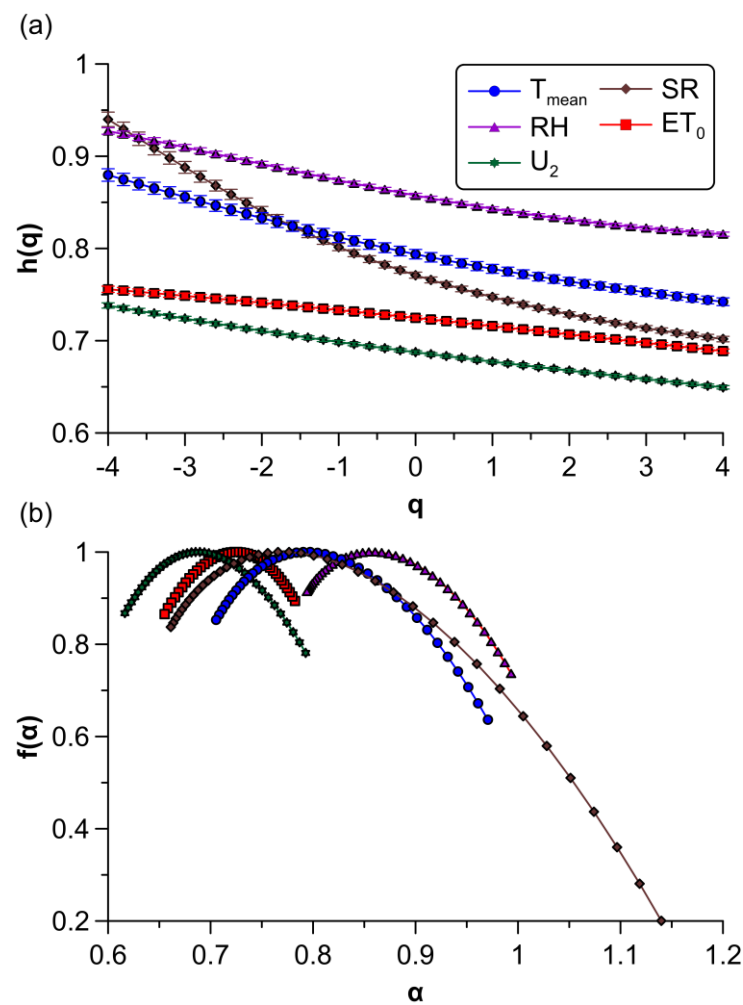 (a)
1
0.9
0.8
0.7
0.6
h(q)
T_mean
RH
U_2
SR
ET_0
-4 -3 -2 -1 0 1 2 3 4
q
(b)
1
0.8
0.6
0.4
0.2
f(α)
0.6 0.7 0.8 0.9 1 1.1 1.2
α